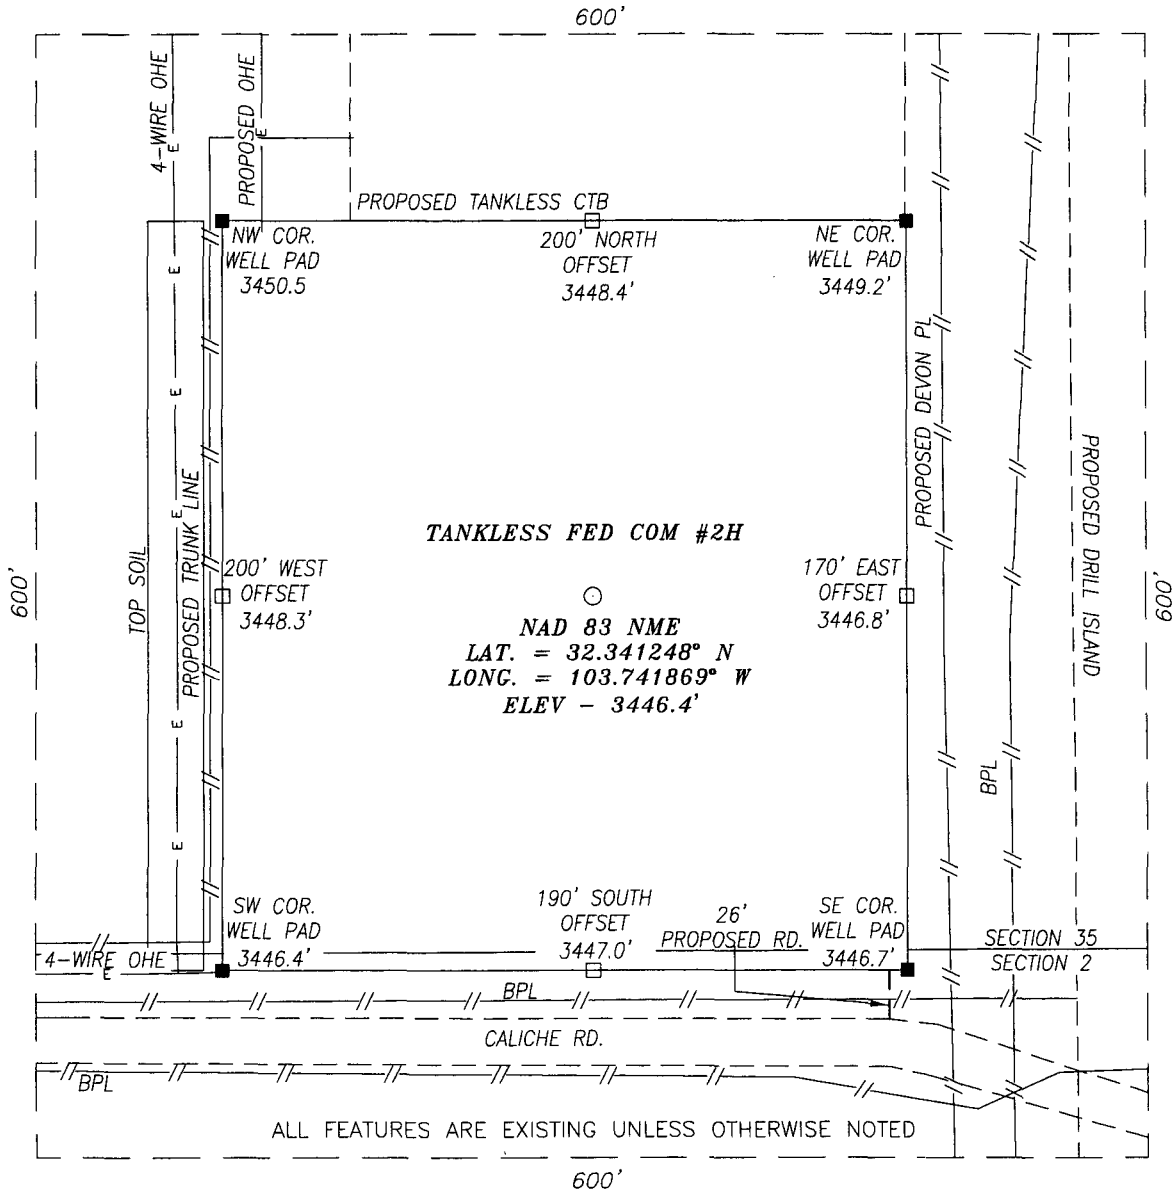 600'
4-WIRE OHE
E
PROPOSED OHE
E
PROPOSED TANKLESS CTB
NW COR.
WELL PAD
3450.5
200' NORTH
OFFSET
3448.4'
NE COR.
WELL PAD
3449.2'
E
E
E
E
E
PROPOSED DEVON PL
PROPOSED DRILL ISLAND
TANKLESS FED COM #2H
600'
TOP SOIL
PROPOSED TRUNK LINE
200' WEST
OFFSET
3448.3'
170' EAST
OFFSET
3446.8'
600'
NAD 83 NME
LAT. = 32.341248° N
LONG. = 103.741869° W
ELEV - 3446.4'
BPL
SW COR.
WELL PAD
3446.4'
190' SOUTH
OFFSET
3447.0'
26'
PROPOSED RD.
SE COR.
WELL PAD
3446.7'
SECTION 35
SECTION 2
4-WIRE OHE
E
BPL
CALICHE RD.
BPL
ALL FEATURES ARE EXISTING UNLESS OTHERWISE NOTED
600'